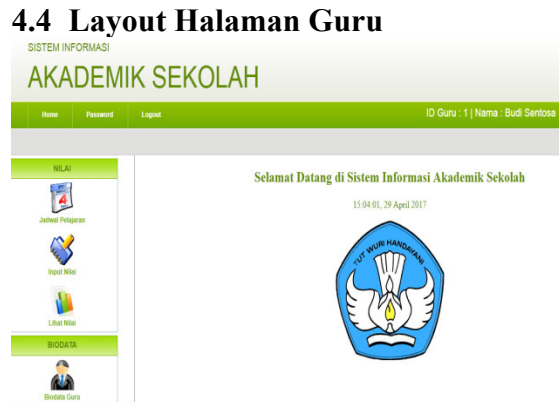 4.4 Layout Halaman Guru
SISTEM INFORMASI
AKADEMIK SEKOLAH
Home Password Logout ID Guru : 1 | Nama : Budi Sentosa
NILAI
Jadwal Pelajaran
Input Nilai
Lihat Nilai
BIODATA
Biodata Guru
Selamat Datang di Sistem Informasi Akademik Sekolah
15:04:01, 29 April 2017
TUT WURI HANDAYANI